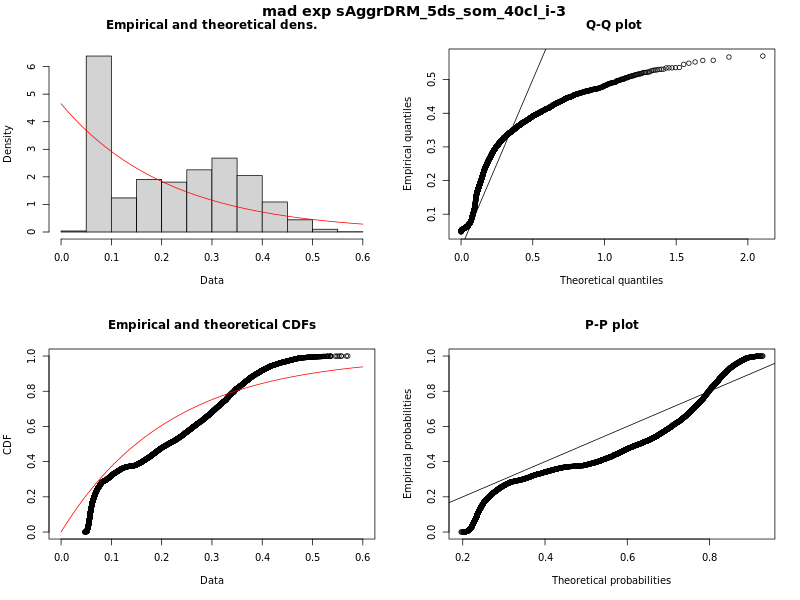 mad exp sAggrDRM_5ds_som_40cl_i-3
Empirical and theoretical dens.
Density
0 1 2 3 4 5 6
0.0 0.1 0.2 0.3 0.4 0.5 0.6
Data
Q-Q plot
Empirical quantiles
0.1 0.2 0.3 0.4 0.5
0.0 0.5 1.0 1.5 2.0
Theoretical quantiles
Empirical and theoretical CDFs
CDF
0.0 0.2 0.4 0.6 0.8 1.0
0.0 0.1 0.2 0.3 0.4 0.5 0.6
Data
P-P plot
Empirical probabilities
0.0 0.2 0.4 0.6 0.8 1.0
0.2 0.4 0.6 0.8
Theoretical probabilities